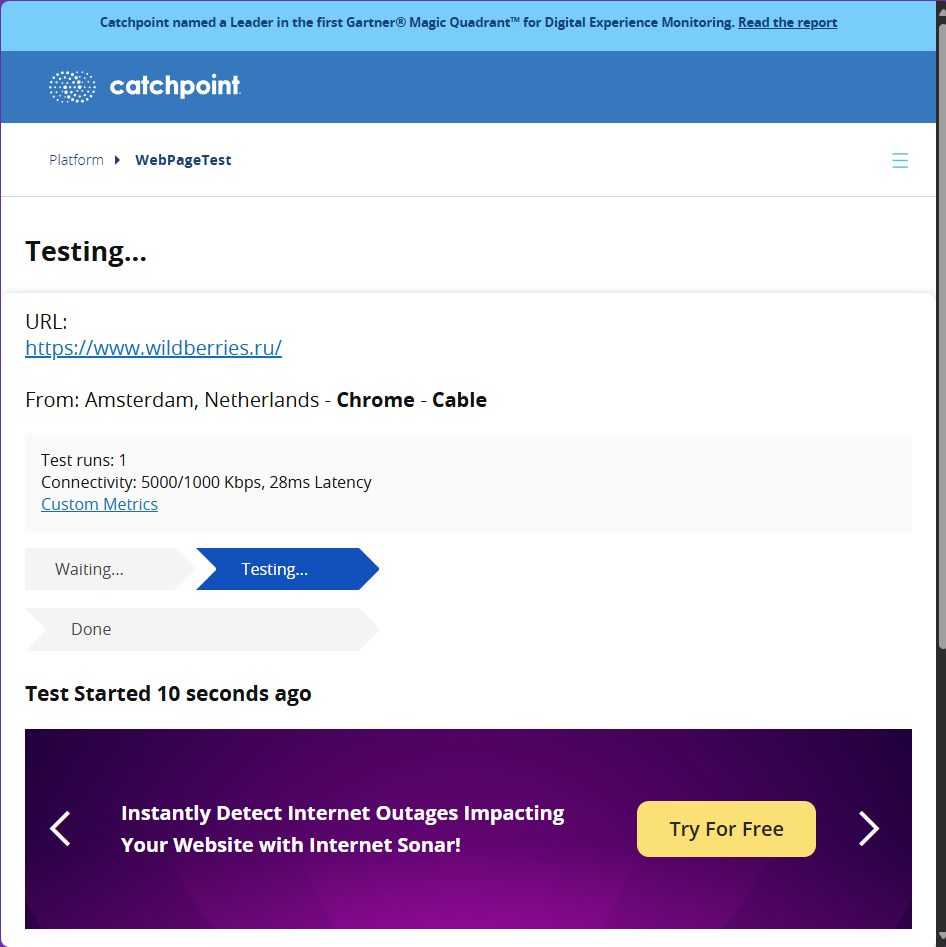 Catchpoint named a Leader in the first Gartner® Magic Quadrant™ for Digital Experience Monitoring. Read the report
catchpoint.
Platform WebPageTest
Testing...
URL:
https://www.wildberries.ru/
From: Amsterdam, Netherlands - Chrome - Cable
Test runs: 1
Connectivity: 5000/1000 Kbps, 28ms Latency
Custom Metrics
Waiting... Testing...
Done
Test Started 10 seconds ago
Instantly Detect Internet Outages Impacting
Your Website with Internet Sonar!
Try For Free